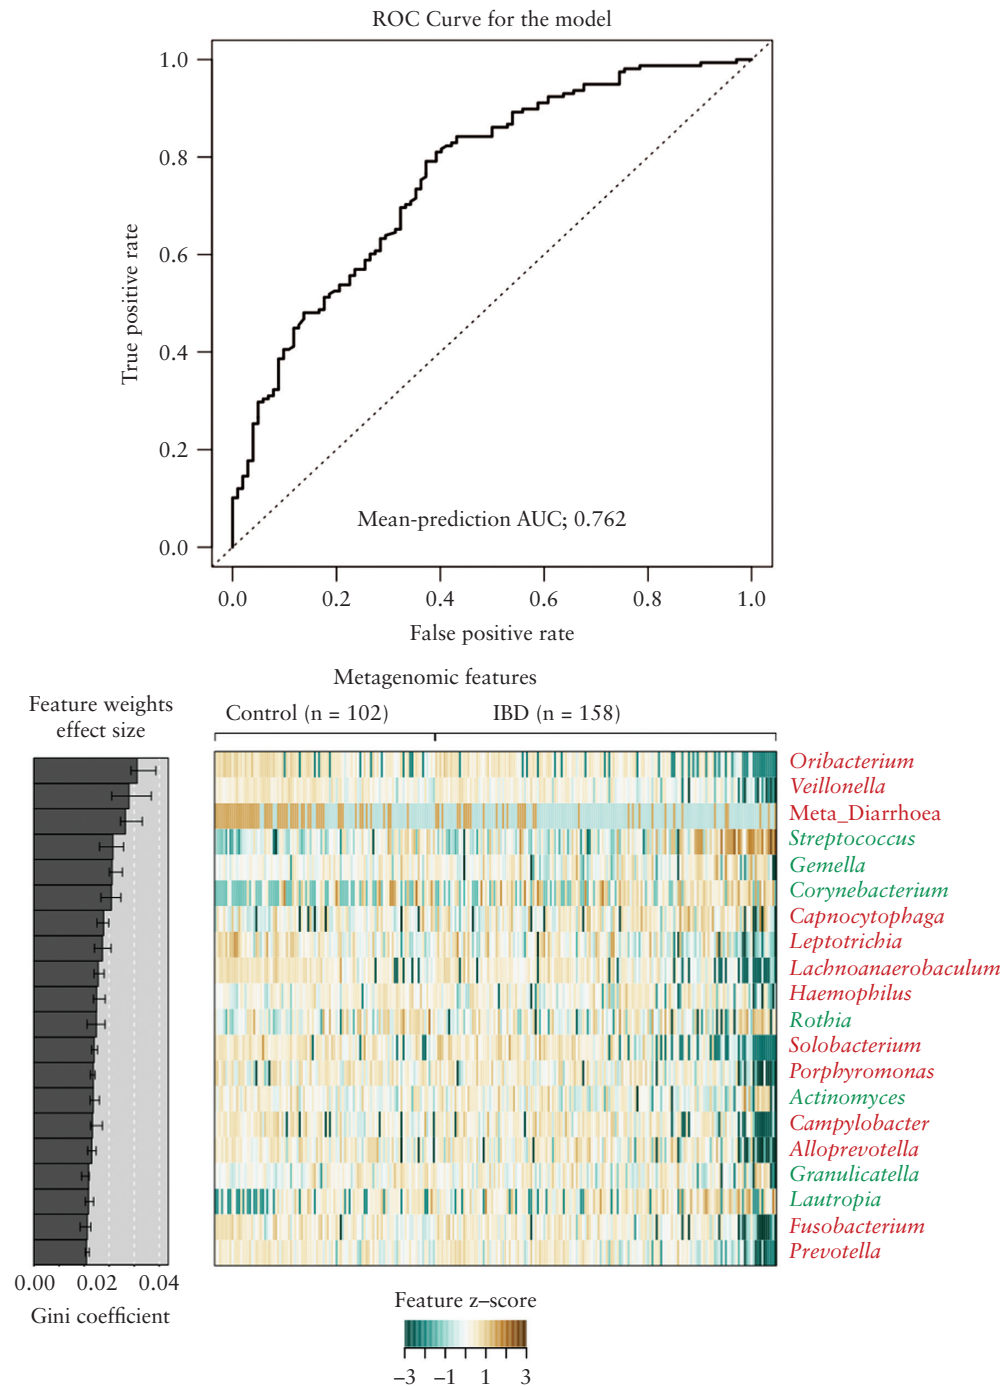 ROC Curve for the model
1.0
0.8
0.6
0.4
0.2
0.0
True positive rate
Mean-prediction AUC; 0.762
0.0 0.2 0.4 0.6 0.8 1.0
False positive rate
Metagenomic features
Feature weights
effect size
Control (n = 102) IBD (n = 158)
Oribacterium
Veillonella
Meta_Diarrhoea
Streptococcus
Gemella
Corynebacterium
Capnocytophaga
Leptotrichia
Lachnoanaerobaculum
Haemophilus
Rothia
Solobacterium
Porphyromonas
Actinomyces
Campylobacter
Alloprevotella
Granulicatella
Lautropia
Fusobacterium
Prevotella
0.00 0.02 0.04
Gini coefficient
Feature z–score
–3 –1 1 3